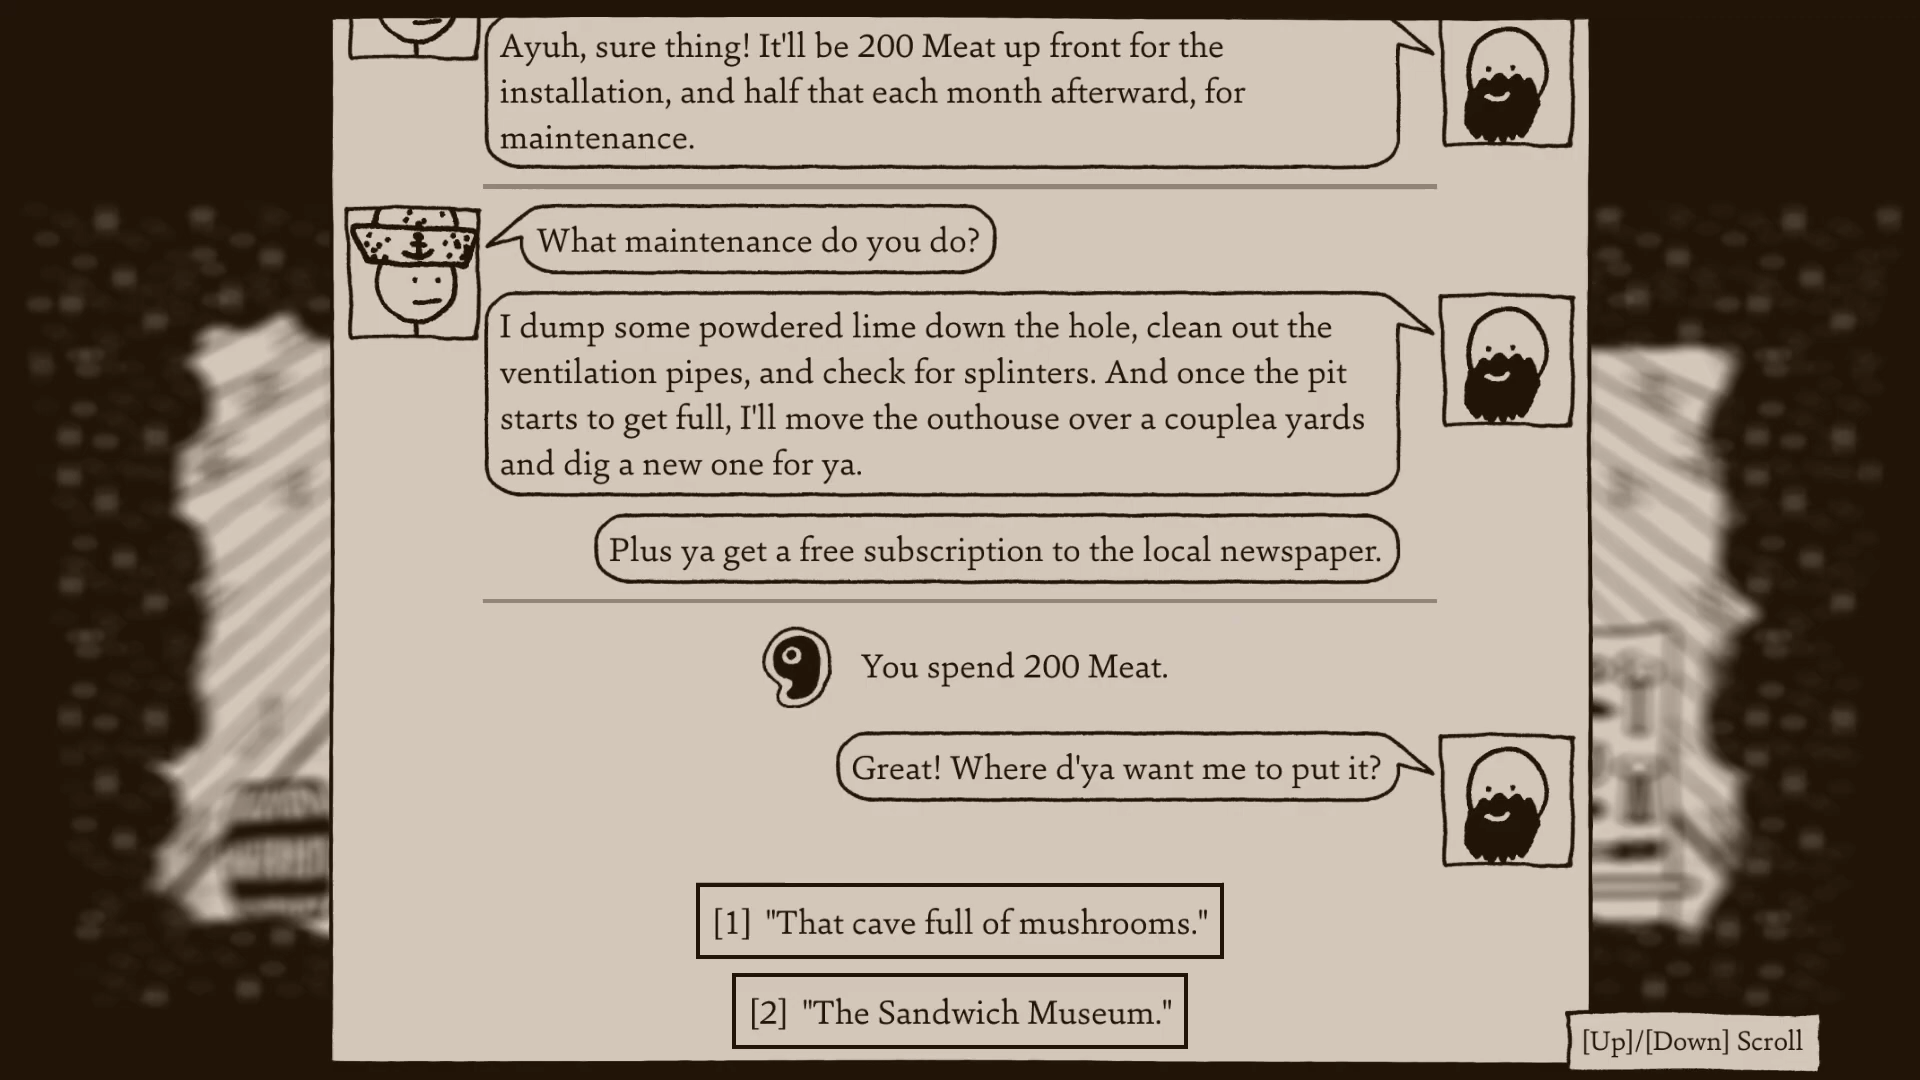 Ayuh, sure thing! It'll be 200 Meat up front for the
installation, and half that each month afterward, for
maintenance.
What maintenance do you do?
I dump some powdered lime down the hole, clean out the
ventilation pipes, and check for splinters. And once the pit
starts to get full, I'll move the outhouse over a couplea yards
and dig a new one for ya.
Plus ya get a free subscription to the local newspaper.
You spend 200 Meat.
Great! Where d'ya want me to put it?
[1] "That cave full of mushrooms."
[2] "The Sandwich Museum."
[Up]/[Down] Scroll